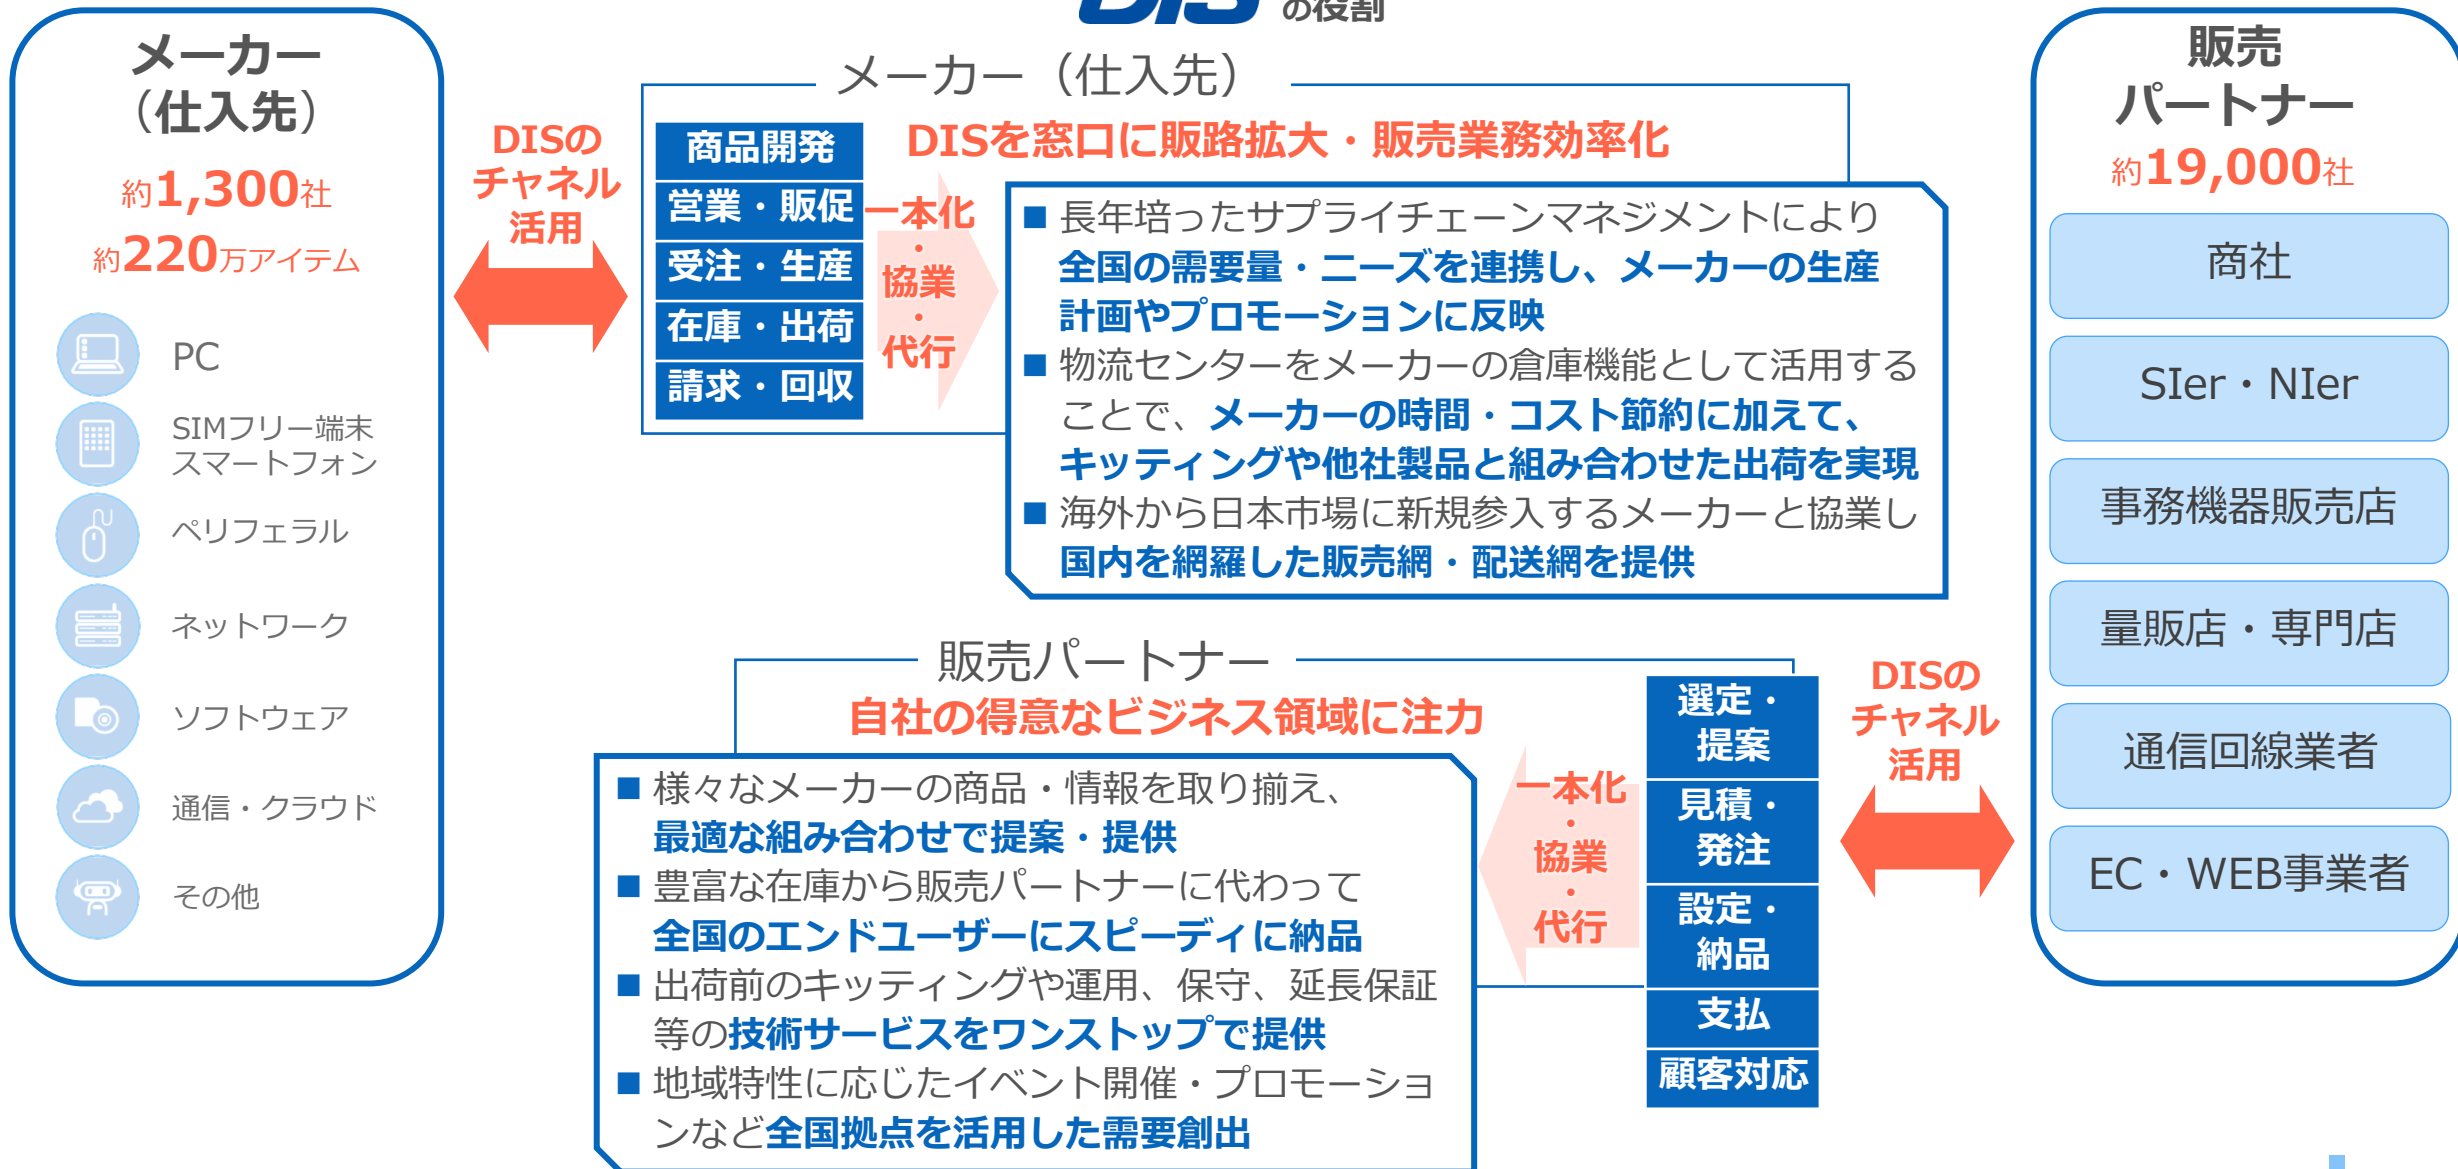 DIS の役割
メーカー
（仕入先）
約1,300社
約220万アイテム
PC
SIMフリー端末
スマートフォン
ペリフェラル
ネットワーク
ソフトウェア
通信・クラウド
その他
DISの
チャネル
活用
メーカー（仕入先）
DISを窓口に販路拡大・販売業務効率化
商品開発
営業・販促
受注・生産
在庫・出荷
請求・回収
一本化
・
協業
・
代行
■ 長年培ったサプライチェーンマネジメントにより
全国の需要量・ニーズを連携し、メーカーの生産
計画やプロモーションに反映
■ 物流センターをメーカーの倉庫機能として活用する
ことで、メーカーの時間・コスト節約に加えて、
キッティングや他社製品と組み合わせた出荷を実現
■ 海外から日本市場に新規参入するメーカーと協業し
国内を網羅した販売網・配送網を提供
販売パートナー
自社の得意なビジネス領域に注力
■ 様々なメーカーの商品・情報を取り揃え、
最適な組み合わせで提案・提供
■ 豊富な在庫から販売パートナーに代わって
全国のエンドユーザーにスピーディに納品
■ 出荷前のキッティングや運用、保守、延長保証
等の技術サービスをワンストップで提供
■ 地域特性に応じたイベント開催・プロモーショ
ンなど全国拠点を活用した需要創出
一本化
・
協業
・
代行
選定・
提案
見積・
発注
設定・
納品
支払
顧客対応
DISの
チャネル
活用
販売
パートナー
約19,000社
商社
SIer・NIer
事務機器販売店
量販店・専門店
通信回線業者
EC・WEB事業者